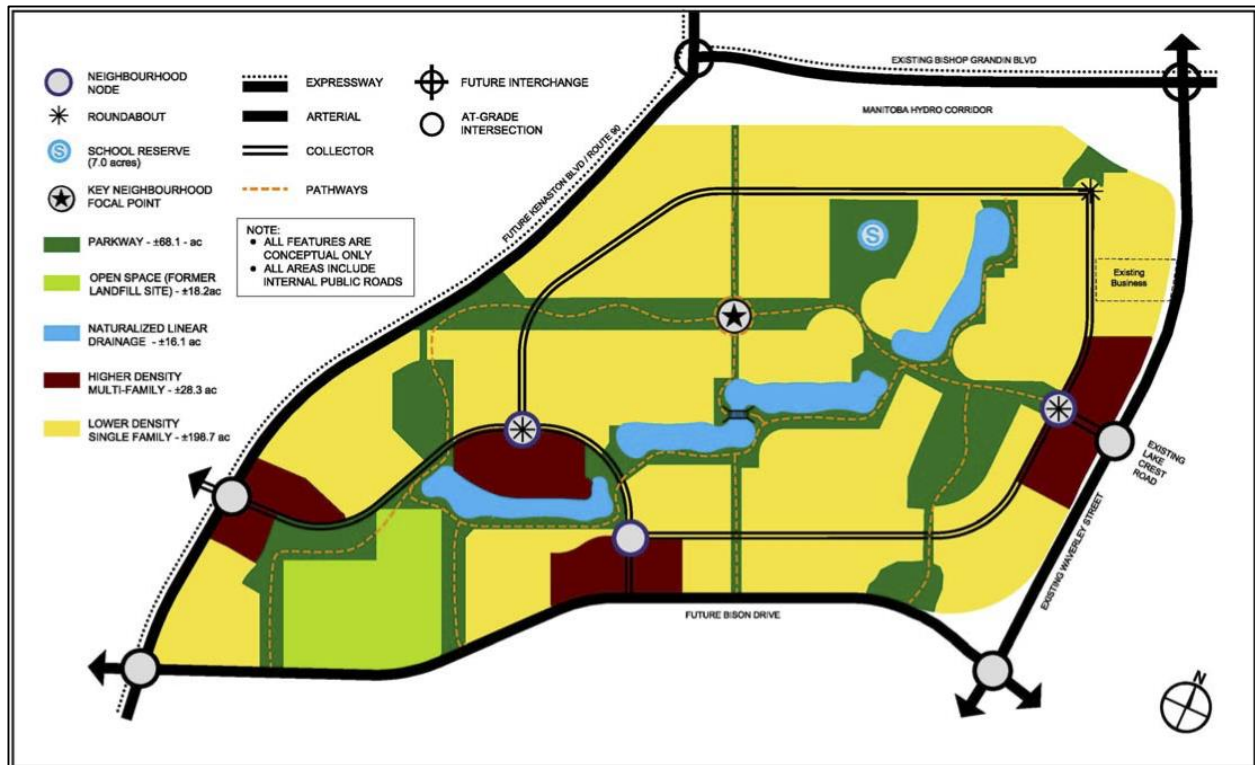 NEIGHBOURHOOD
NODE
ROUNDABOUT
S
SCHOOL RESERVE
(7.0 acres)
KEY NEIGHBOURHOOD
FOCAL POINT
PARKWAY - ±68.1 - ac
OPEN SPACE (FORMER
LANDFILL SITE) - ±18.2ac
NATURALIZED LINEAR
DRAINAGE - ±16.1 ac
HIGHER DENSITY
MULTI-FAMILY - ±28.3 ac
LOWER DENSITY
SINGLE FAMILY - ±198.7 ac
EXPRESSWAY
ARTERIAL
COLLECTOR
PATHWAYS
NOTE:
• ALL FEATURES ARE
CONCEPTUAL ONLY
• ALL AREAS INCLUDE
INTERNAL PUBLIC ROADS
FUTURE INTERCHANGE
AT-GRADE
INTERSECTION
EXISTING BISHOP GRANDIN BLVD
MANITOBA HYDRO CORRIDOR
FUTURE KENASTON BLVD / ROUTE 90
S
Existing
Business
EXISTING
LAKE
CREST
ROAD
EXISTING WAVERLEY STREET
FUTURE BISON DRIVE
N